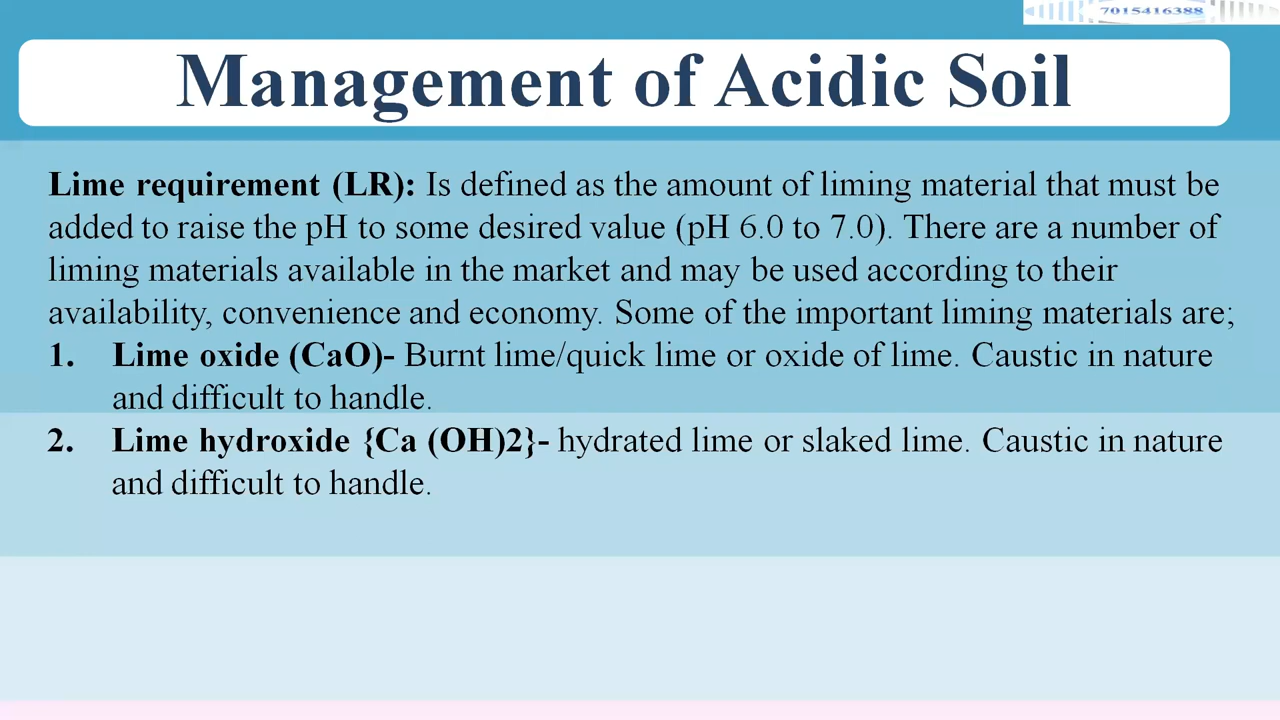 7015416388
Management of Acidic Soil
Lime requirement (LR): Is defined as the amount of liming material that must be
added to raise the pH to some desired value (pH 6.0 to 7.0). There are a number of
liming materials available in the market and may be used according to their
availability, convenience and economy. Some of the important liming materials are;
1. Lime oxide (CaO)- Burnt lime/quick lime or oxide of lime. Caustic in nature
and difficult to handle.
2. Lime hydroxide {Ca (OH)2}- hydrated lime or slaked lime. Caustic in nature
and difficult to handle.